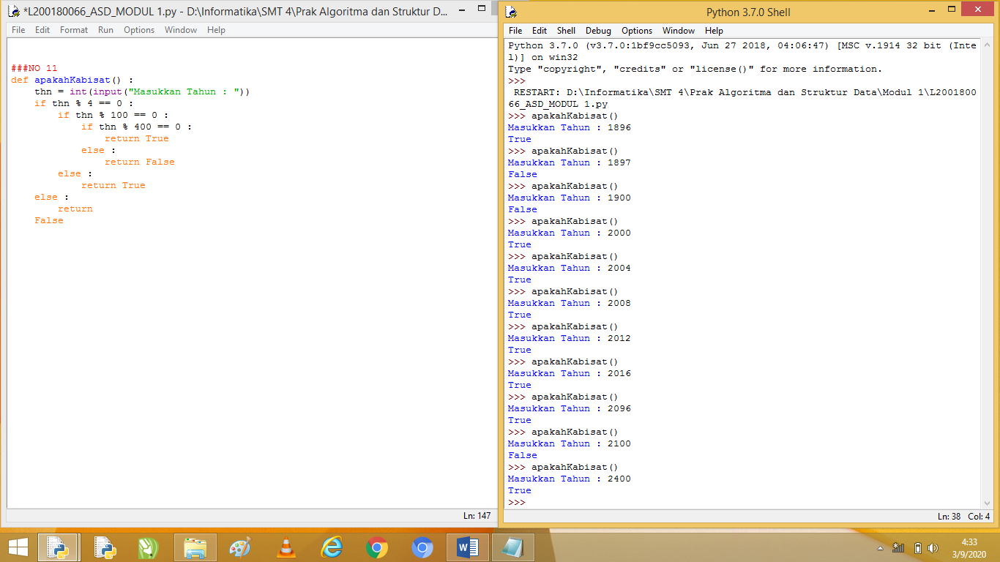 *L200180066_ASD_MODUL 1.py - D:\Informatika\SMT 4\Prak Algoritma dan Struktur D...
File Edit Format Run Options Window Help
###NO 11
def apakahKabisat() :
    thn = int(input("Masukkan Tahun : "))
    if thn % 4 == 0 :
        if thn % 100 == 0 :
            if thn % 400 == 0 :
                return True
            else :
                return False
        else :
            return True
    else :
        return
    False
Ln: 147
Python 3.7.0 Shell
File Edit Shell Debug Options Window Help
Python 3.7.0 (v3.7.0:1bf9cc5093, Jun 27 2018, 04:06:47) [MSC v.1914 32 bit (Inte
l)] on win32
Type "copyright", "credits" or "license()" for more information.
>>>
 RESTART: D:\Informatika\SMT 4\Prak Algoritma dan Struktur Data\Modul 1\L2001800
66_ASD_MODUL 1.py
>>> apakahKabisat()
Masukkan Tahun : 1896
True
>>> apakahKabisat()
Masukkan Tahun : 1897
False
>>> apakahKabisat()
Masukkan Tahun : 1900
False
>>> apakahKabisat()
Masukkan Tahun : 2000
True
>>> apakahKabisat()
Masukkan Tahun : 2004
True
>>> apakahKabisat()
Masukkan Tahun : 2008
True
>>> apakahKabisat()
Masukkan Tahun : 2012
True
>>> apakahKabisat()
Masukkan Tahun : 2016
True
>>> apakahKabisat()
Masukkan Tahun : 2096
True
>>> apakahKabisat()
Masukkan Tahun : 2100
False
>>> apakahKabisat()
Masukkan Tahun : 2400
True
>>>
Ln: 38 Col: 4
4:33
3/9/2020